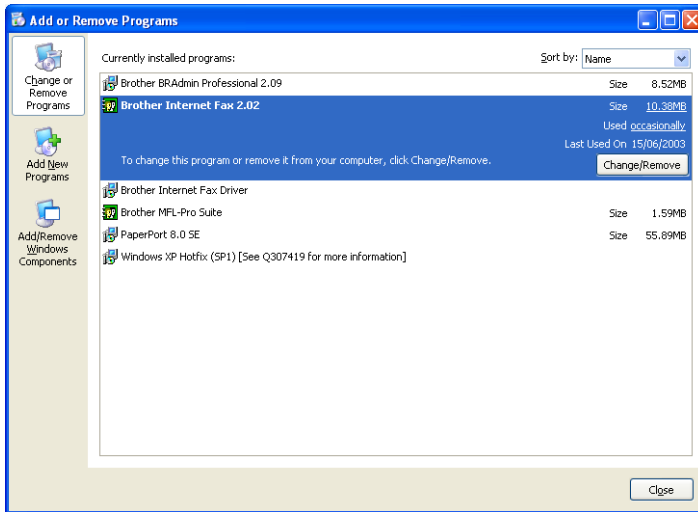 Add or Remove Programs
Change or
Remove
Programs
Add New
Programs
Add/Remove
Windows
Components
Currently installed programs:
Sort by: Name
Brother BRAdmin Professional 2.09 Size 8.52MB
Brother Internet Fax 2.02 Size 10.38MB
Used occasionally
Last Used On 15/06/2003
To change this program or remove it from your computer, click Change/Remove. Change/Remove
Brother Internet Fax Driver
Brother MFL-Pro Suite Size 1.59MB
PaperPort 8.0 SE Size 55.89MB
Windows XP Hotfix (SP1) [See Q307419 for more information]
Close